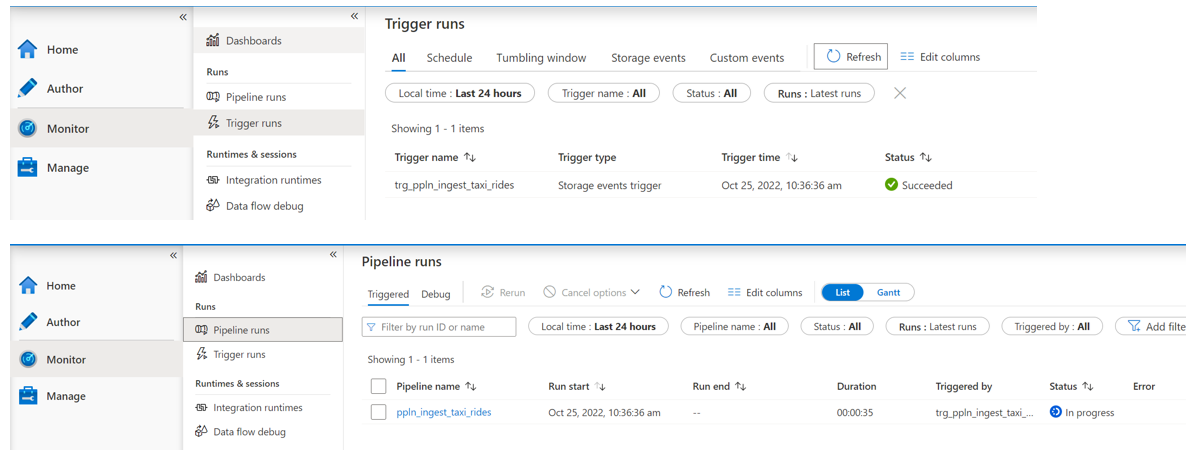 «
Home
Author
Monitor
Manage
«
Dashboards
Runs
Pipeline runs
Trigger runs
Runtimes & sessions
Integration runtimes
Data flow debug
Trigger runs
All Schedule Tumbling window Storage events Custom events Refresh Edit columns
Local time : Last 24 hours Trigger name : All Status : All Runs : Latest runs
Showing 1 - 1 items
Trigger name ↑↓ Trigger type Trigger time ↑↓ Status ↑↓
trg_ppln_ingest_taxi_rides Storage events trigger Oct 25, 2022, 10:36:36 am Succeeded
«
Home
Author
Monitor
Manage
«
Dashboards
Runs
Pipeline runs
Trigger runs
Runtimes & sessions
Integration runtimes
Data flow debug
Pipeline runs
Triggered Debug Rerun Cancel options Refresh Edit columns List Gantt
Filter by run ID or name Local time : Last 24 hours Pipeline name : All Status : All Runs : Latest runs Triggered by : All Add filte
Showing 1 - 1 items
Pipeline name ↑↓ Run start ↑↓ Run end ↑↓ Duration Triggered by Status ↑↓ Error
ppln_ingest_taxi_rides Oct 25, 2022, 10:36:36 am -- 00:00:35 trg_ppln_ingest_taxi_... In progress